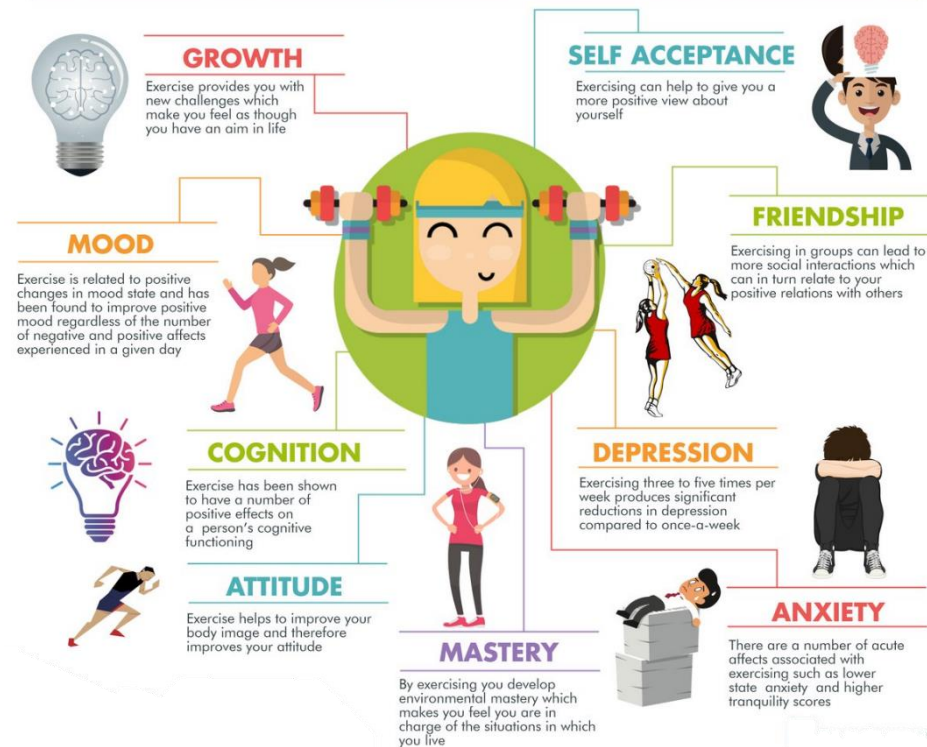 GROWTH
Exercise provides you with
new challenges which
make you feel as though
you have an aim in life
SELF ACCEPTANCE
Exercising can help to give you a
more positive view about
yourself
MOOD
Exercise is related to positive
changes in mood state and has
been found to improve positive
mood regardless of the number
of negative and positive affects
experienced in a given day
FRIENDSHIP
Exercising in groups can lead to
more social interactions which
can in turn relate to your
positive relations with others
COGNITION
Exercise has been shown
to have a number of
positive effects on
a person's cognitive
functioning
DEPRESSION
Exercising three to five times per
week produces significant
reductions in depression
compared to once-a-week
ATTITUDE
Exercise helps to improve your
body image and therefore
improves your attitude
MASTERY
By exercising you develop
environmental mastery which
makes you feel you are in
charge of the situations in which
you live
ANXIETY
There are a number of acute
affects associated with
exercising such as lower
state anxiety and higher
tranquility scores